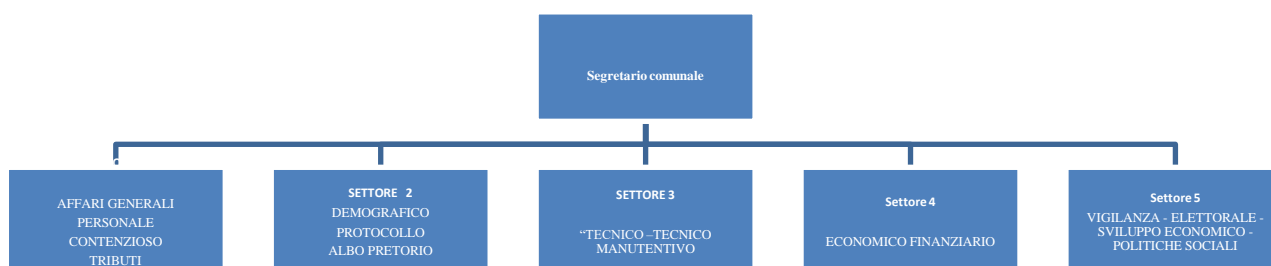 Segretario comunale
AFFARI GENERALI
PERSONALE
CONTENZIOSO
TRIBUTI
SETTORE 2
DEMOGRAFICO
PROTOCOLLO
ALBO PRETORIO
SETTORE 3
“TECNICO –TECNICO
MANUTENTIVO
Settore 4
ECONOMICO FINANZIARIO
Settore 5
VIGILANZA - ELETTORALE -
SVILUPPO ECONOMICO -
POLITICHE SOCIALI